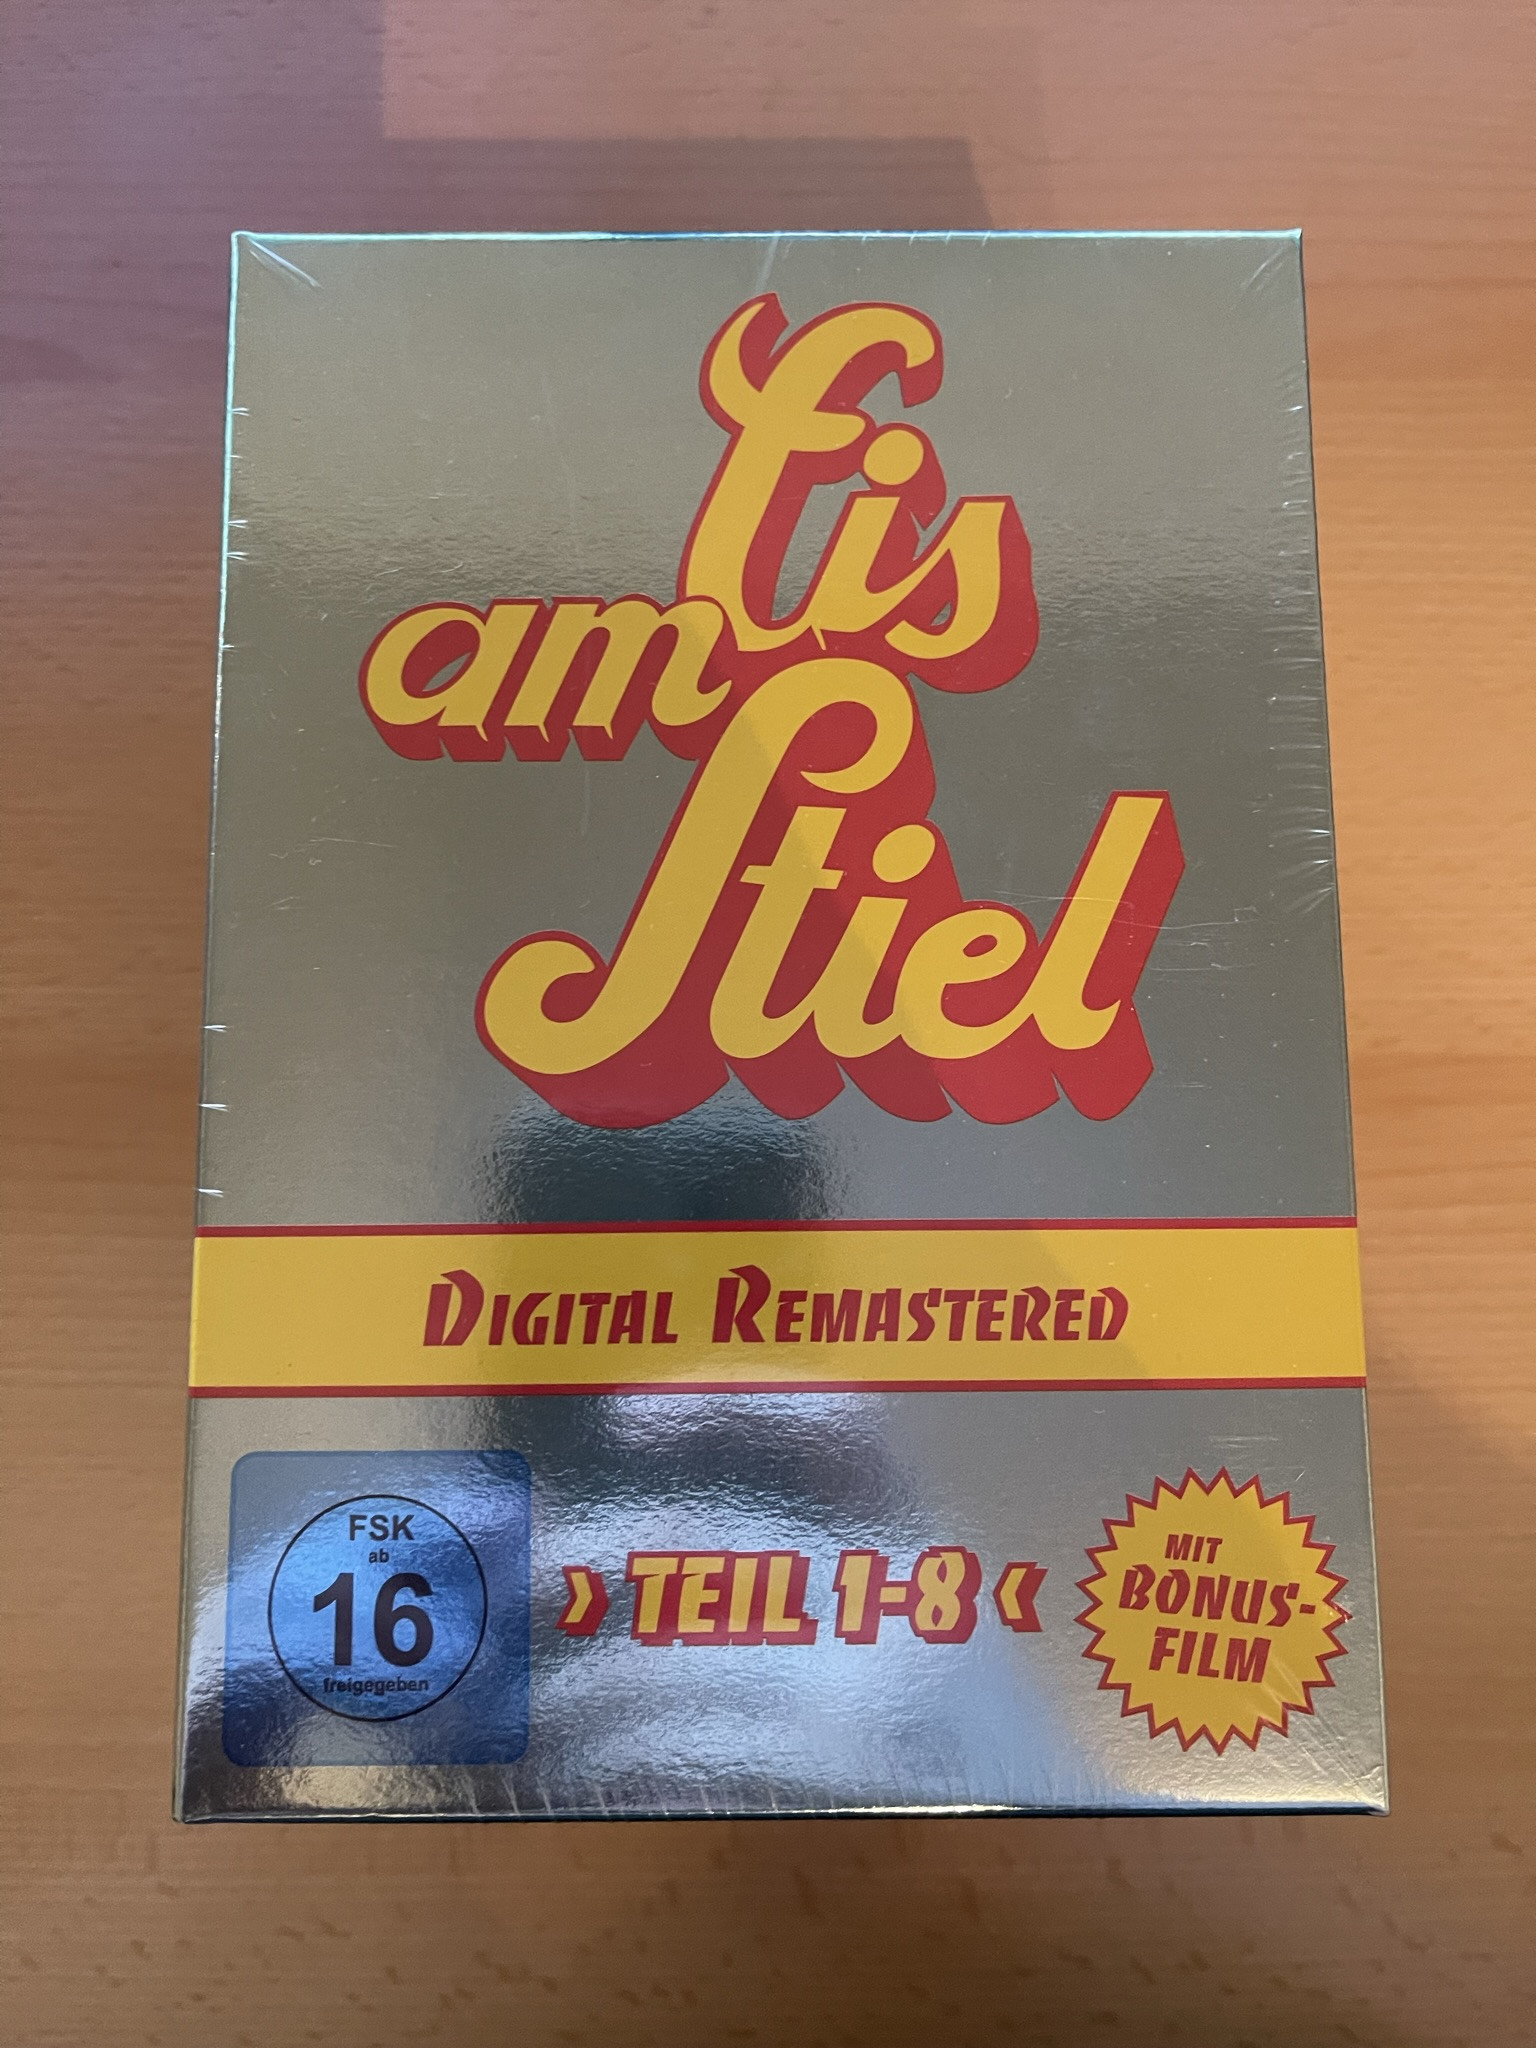 Eis
am
Stiel
DIGITAL REMASTERED
FSK
ab
16
freigegeben
› TEIL 1-8 ‹
MIT
BONUS-
FILM